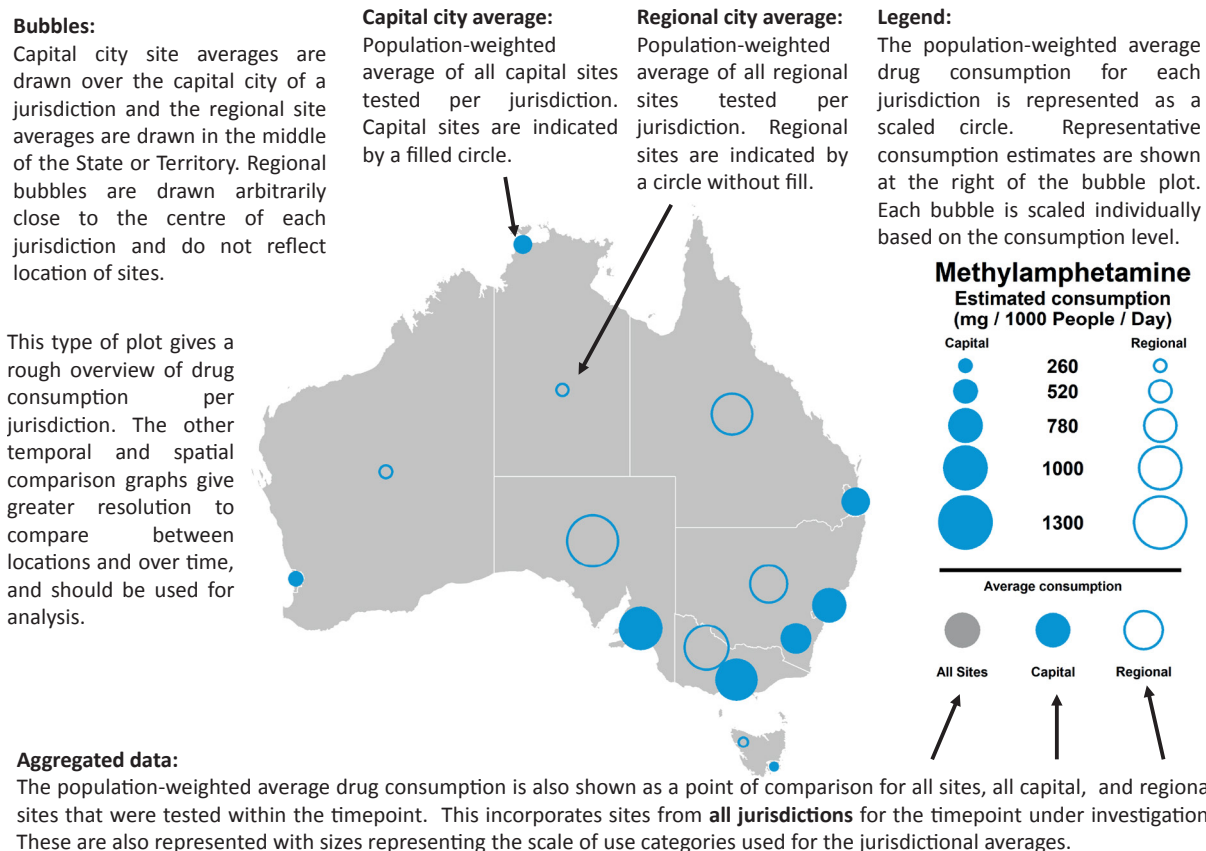 Bubbles:
Capital city site averages are
drawn over the capital city of a
jurisdiction and the regional site
averages are drawn in the middle
of the State or Territory. Regional
bubbles are drawn arbitrarily
close to the centre of each
jurisdiction and do not reflect
location of sites.
This type of plot gives a
rough overview of drug
consumption per
jurisdiction. The other
temporal and spatial
comparison graphs give
greater resolution to
compare between
locations and over time,
and should be used for
analysis.
Capital city average:
Population-weighted
average of all capital sites
tested per jurisdiction.
Capital sites are indicated
by a filled circle.
Regional city average:
Population-weighted
average of all regional
sites tested per
jurisdiction. Regional
sites are indicated by
a circle without fill.
Legend:
The population-weighted average
drug consumption for each
jurisdiction is represented as a
scaled circle. Representative
consumption estimates are shown
at the right of the bubble plot.
Each bubble is scaled individually
based on the consumption level.
Methylamphetamine
Estimated consumption
(mg / 1000 People / Day)
Capital Regional
260
520
780
1000
1300
Average consumption
All Sites Capital Regional
Aggregated data:
The population-weighted average drug consumption is also shown as a point of comparison for all sites, all capital, and regiona
sites that were tested within the timepoint. This incorporates sites from all jurisdictions for the timepoint under investigation
These are also represented with sizes representing the scale of use categories used for the jurisdictional averages.